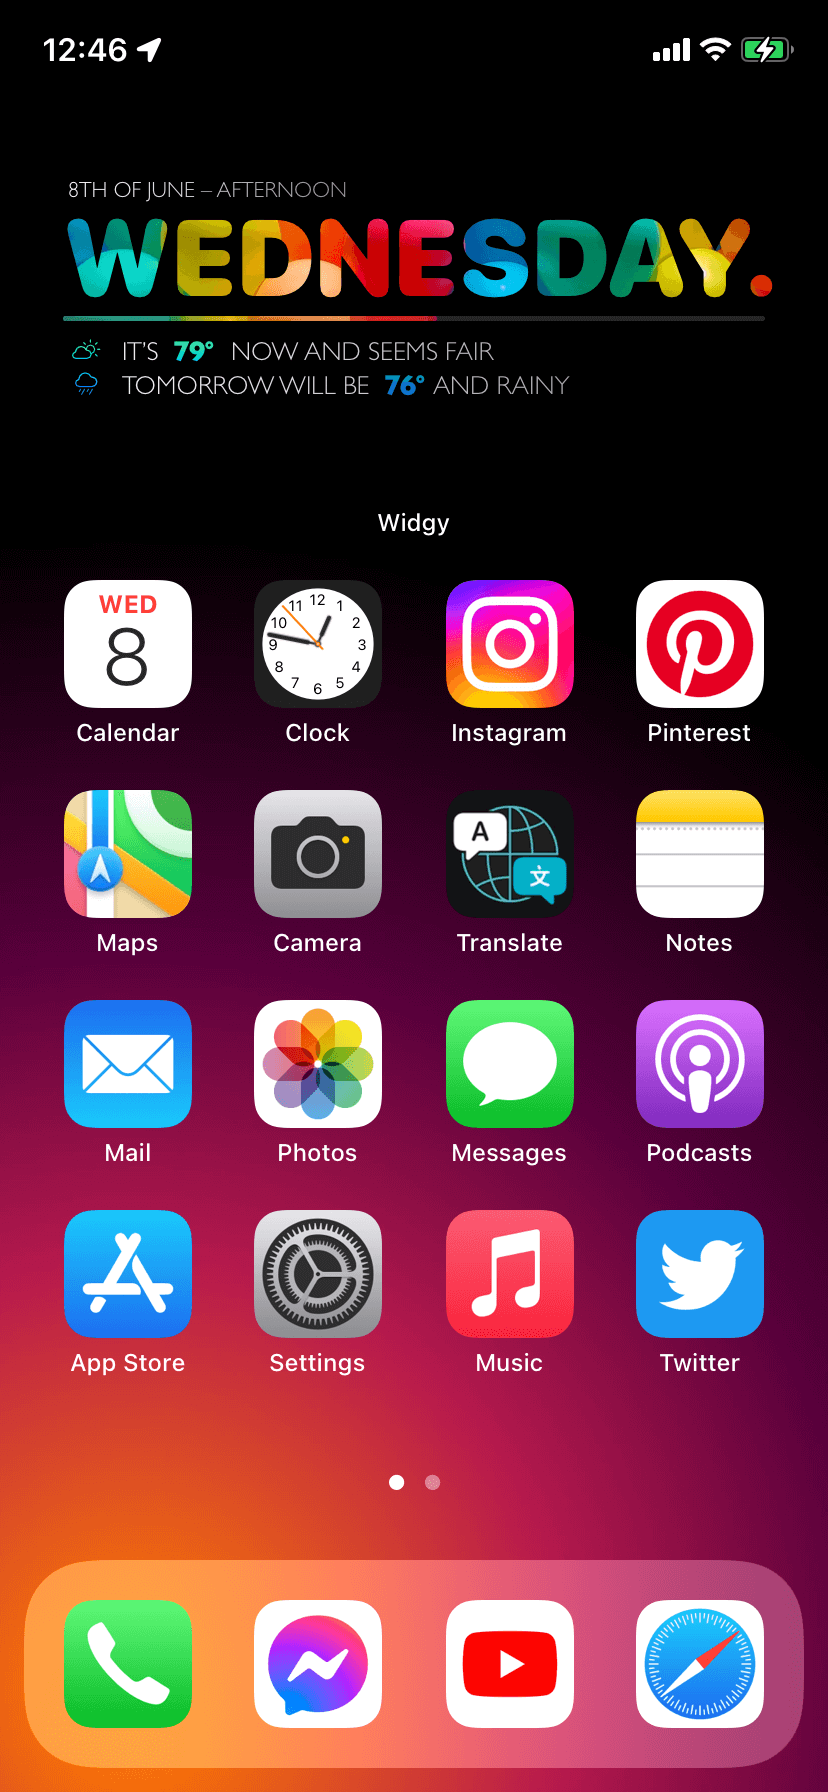 12:46
8TH OF JUNE – AFTERNOON
WEDNESDAY.
IT'S 79° NOW AND SEEMS FAIR
TOMORROW WILL BE 76° AND RAINY
Widgy
WED
8
12
11 1
10 2
9 3
8 4
7 5
6
Calendar Clock Instagram Pinterest
A
文
Maps Camera Translate Notes
Mail Photos Messages Podcasts
App Store Settings Music Twitter